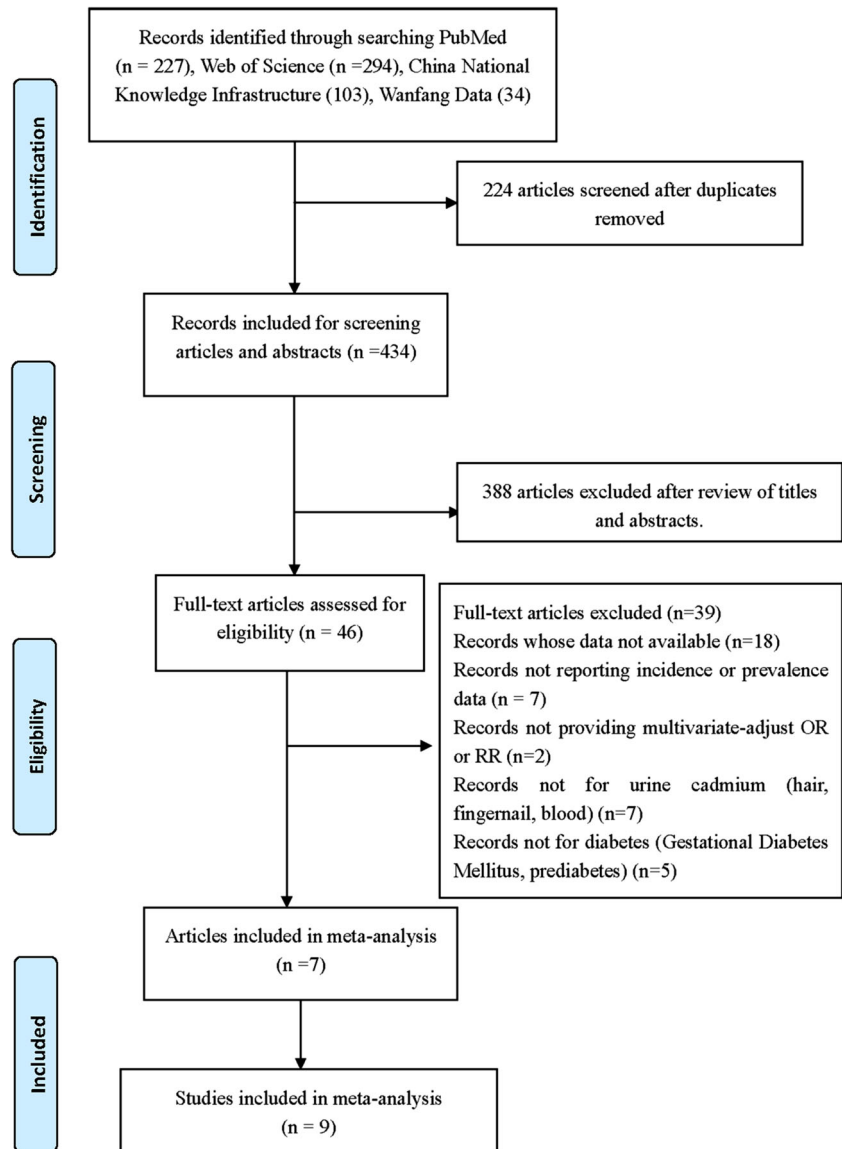 Records identified through searching PubMed
(n = 227), Web of Science (n =294), China National
Knowledge Infrastructure (103), Wanfang Data (34)
Identification
224 articles screened after duplicates
removed
Records included for screening
articles and abstracts (n =434)
Screening
388 articles excluded after review of titles
and abstracts.
Full-text articles assessed for
eligibility (n = 46)
Eligibility
Full-text articles excluded (n=39)
Records whose data not available (n=18)
Records not reporting incidence or prevalence
data (n = 7)
Records not providing multivariate-adjust OR
or RR (n=2)
Records not for urine cadmium (hair,
fingernail, blood) (n=7)
Records not for diabetes (Gestational Diabetes
Mellitus, prediabetes) (n=5)
Articles included in meta-analysis
(n =7)
Included
Studies included in meta-analysis
(n = 9)